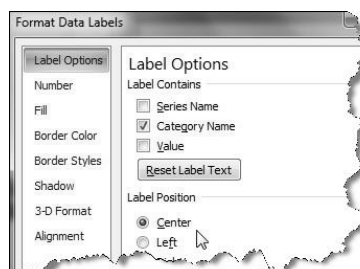 Format Data Labels
Label Options
Number
Fill
Border Color
Border Styles
Shadow
3-D Format
Alignment
Label Options
Label Contains
Series Name
Category Name
Value
Reset Label Text
Label Position
Center
Left